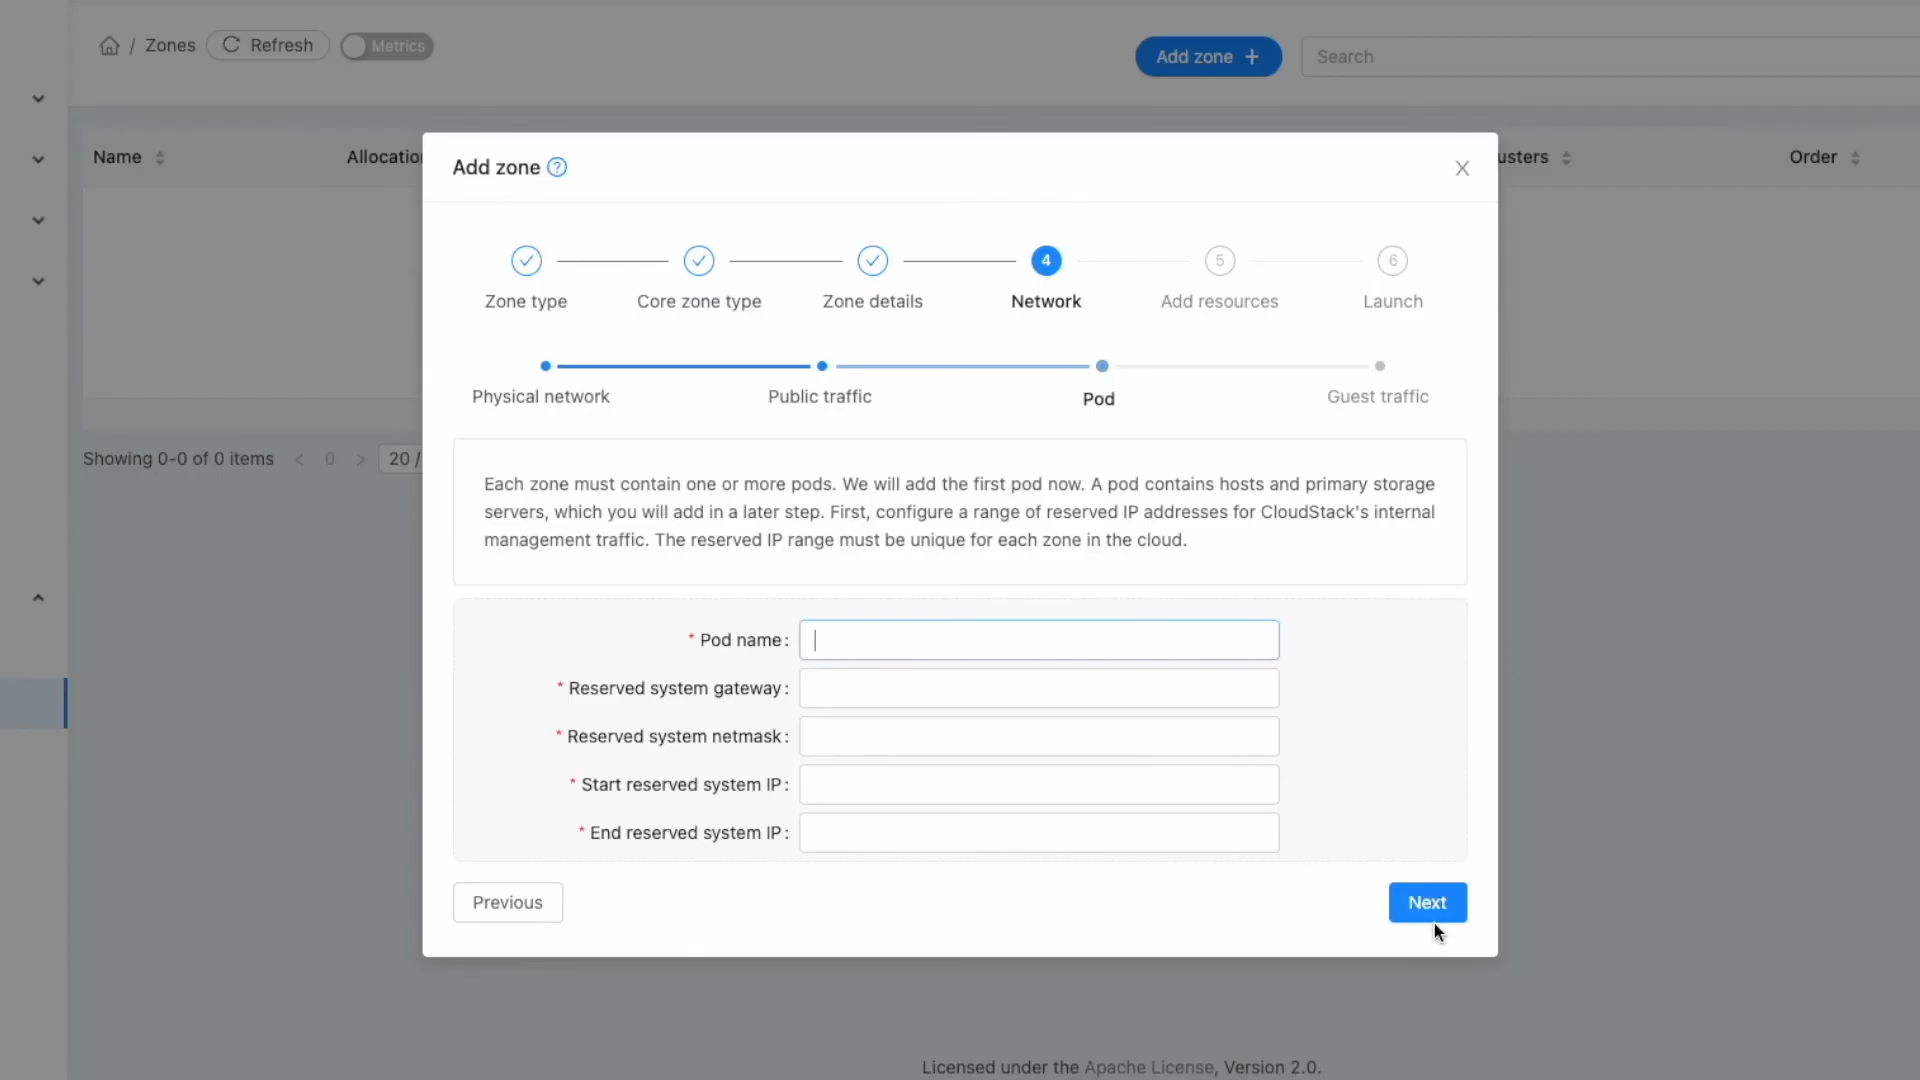 / Zones Refresh Metrics
Add zone +
Search
Name
Allocation
usters
Order
Add zone ?
4
5
6
Zone type
Core zone type
Zone details
Network
Add resources
Launch
Physical network
Public traffic
Pod
Guest traffic
Showing 0-0 of 0 items < 0 > 20 /
Each zone must contain one or more pods. We will add the first pod now. A pod contains hosts and primary storage
servers, which you will add in a later step. First, configure a range of reserved IP addresses for CloudStack's internal
management traffic. The reserved IP range must be unique for each zone in the cloud.
* Pod name:
* Reserved system gateway:
* Reserved system netmask:
* Start reserved system IP:
* End reserved system IP:
Previous
Next
Licensed under the Apache License, Version 2.0.